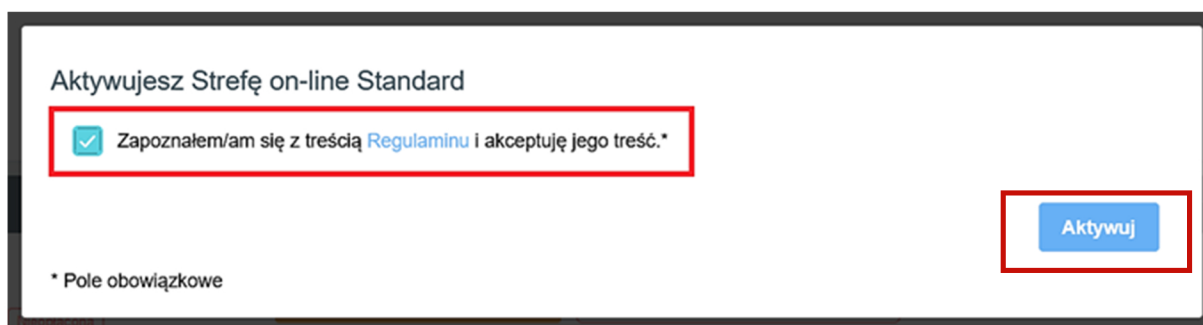 Aktywujesz Strefę on-line Standard
Zapoznałem/am się z treścią Regulaminu i akceptuję jego treść.*
Aktywuj
* Pole obowiązkowe